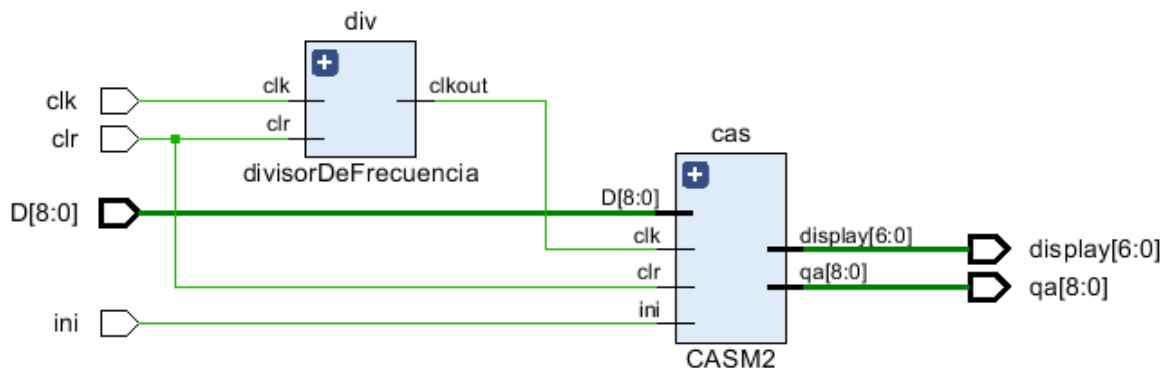 div
clk
clk
clkout
clr
clr
divisorDeFrecuencia
cas
D[8:0]
D[8:0]
clk
display[6:0]
display[6:0]
clr
qa[8:0]
qa[8:0]
ini
ini
CASM2